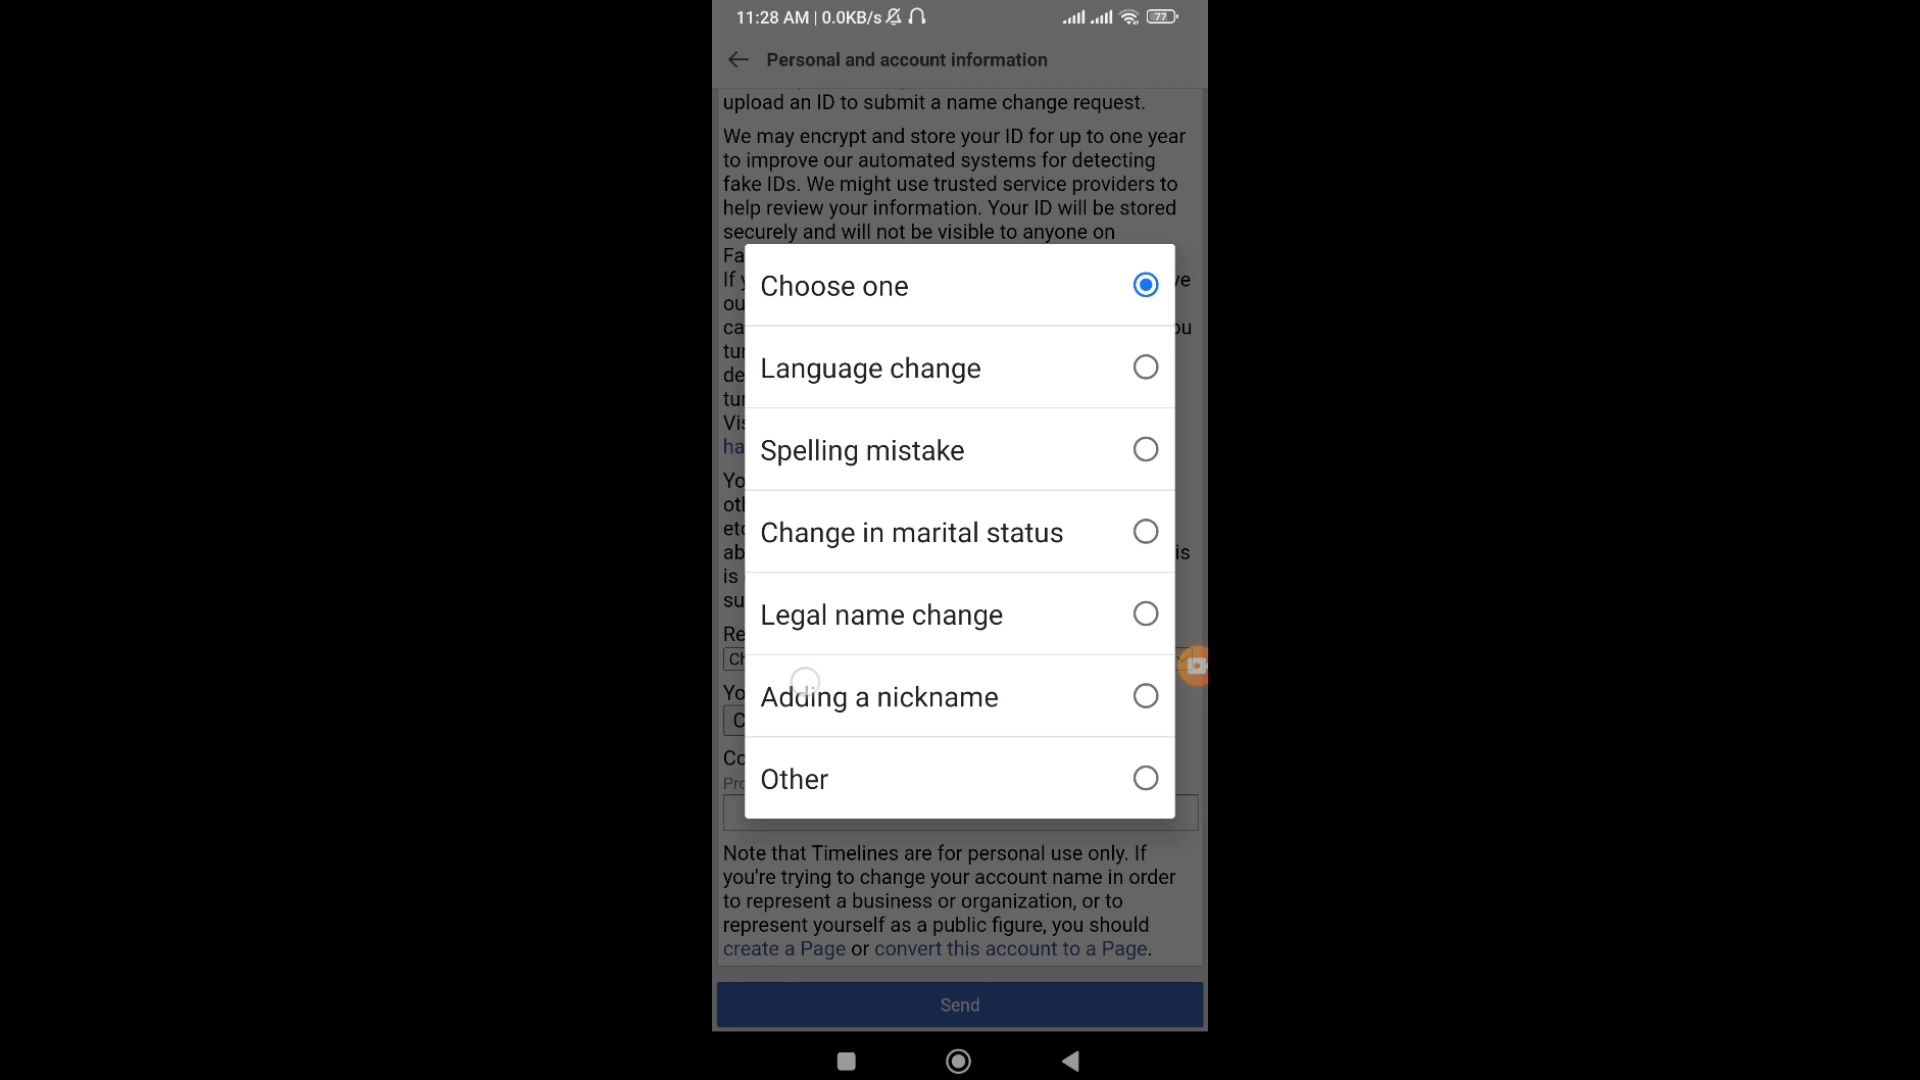 11:28 AM | 0.0KB/s
77
Personal and account information
upload an ID to submit a name change request.
We may encrypt and store your ID for up to one year
to improve our automated systems for detecting
fake IDs. We might use trusted service providers to
help review your information. Your ID will be stored
securely and will not be visible to anyone on
Choose one
Language change
Spelling mistake
Change in marital status
Legal name change
Adding a nickname
Other
Note that Timelines are for personal use only. If
you're trying to change your account name in order
to represent a business or organization, or to
represent yourself as a public figure, you should
create a Page or convert this account to a Page.
Send